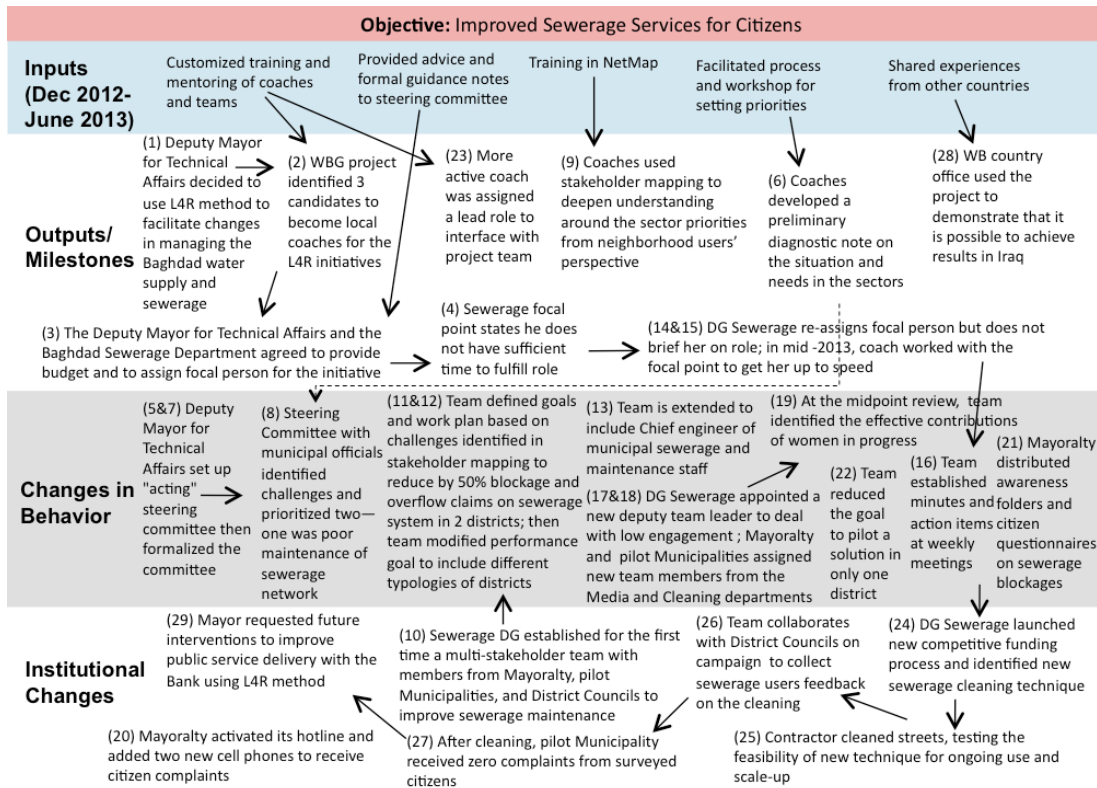 Objective: Improved Sewerage Services for Citizens
Inputs
(Dec 2012-
June 2013)
Customized training and
mentoring of coaches
and teams
Provided advice and
formal guidance notes
to steering committee
Training in NetMap
Facilitated process
and workshop for
setting priorities
Shared experiences
from other countries
Outputs/
Milestones
(1) Deputy Mayor
for Technical
Affairs decided to
use L4R method to
facilitate changes
in managing the
Baghdad water
supply and
sewerage
(2) WBG project
identified 3
candidates to
become local
coaches for the
L4R initiatives
(23) More
active coach
was assigned
a lead role to
interface with
project team
(9) Coaches used
stakeholder mapping to
deepen understanding
around the sector priorities
from neighborhood users’
perspective
(6) Coaches
developed a
preliminary
diagnostic note on
the situation and
needs in the sectors
(28) WB country
office used the
project to
demonstrate that it
is possible to achieve
results in Iraq
(3) The Deputy Mayor for Technical Affairs and the
Baghdad Sewerage Department agreed to provide
budget and to assign focal person for the initiative
(4) Sewerage focal
point states he does
not have sufficient
time to fulfill role
(14&15) DG Sewerage re-assigns focal person but does not
brief her on role; in mid -2013, coach worked with the
focal point to get her up to speed
Changes in
Behavior
(5&7) Deputy
Mayor for
Technical
Affairs set up
"acting"
steering
committee then
formalized the
committee
(8) Steering
Committee with
municipal officials
identified
challenges and
prioritized two—
one was poor
maintenance of
sewerage
network
(11&12) Team defined goals
and work plan based on
challenges identified in
stakeholder mapping to
reduce by 50% blockage and
overflow claims on sewerage
system in 2 districts; then
team modified performance
goal to include different
typologies of districts
(13) Team is extended to
include Chief engineer of
municipal sewerage and
maintenance staff
(17&18) DG Sewerage appointed a
new deputy team leader to deal
with low engagement ; Mayoralty
and pilot Municipalities assigned
new team members from the
Media and Cleaning departments
(19) At the midpoint review, team
identified the effective contributions
of women in progress
(22) Team
reduced the
goal
to pilot a
solution in
only one
district
(16) Team
established
minutes and
action items
at weekly
meetings
(21) Mayoralty
distributed
awareness
folders and
citizen
questionnaires
on sewerage
blockages
Institutional
Changes
(29) Mayor requested future
interventions to improve
public service delivery with the
Bank using L4R method
(10) Sewerage DG established for the first
time a multi-stakeholder team with
members from Mayoralty, pilot
Municipalities, and District Councils to
improve sewerage maintenance
(26) Team collaborates
with District Councils on
campaign to collect
sewerage users feedback
on the cleaning
(24) DG Sewerage launched
new competitive funding
process and identified new
sewerage cleaning technique
(20) Mayoralty activated its hotline and
added two new cell phones to receive
citizen complaints
(27) After cleaning, pilot Municipality
received zero complaints from surveyed
citizens
(25) Contractor cleaned streets, testing the
feasibility of new technique for ongoing use and
scale-up